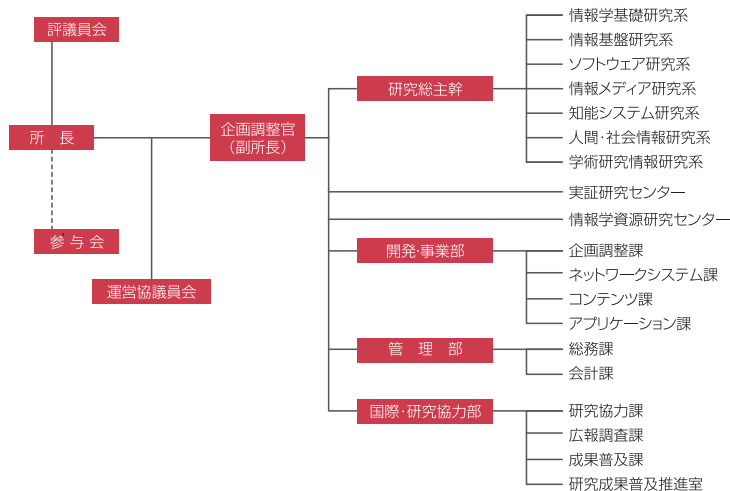 評議員会
所　長
参 与 会
運営協議員会
企画調整官
（副所長）
研究総主幹
情報学基礎研究系
情報基盤研究系
ソフトウェア研究系
情報メディア研究系
知能システム研究系
人間・社会情報研究系
学術研究情報研究系
実証研究センター
情報学資源研究センター
開発・事業部
企画調整課
ネットワークシステム課
コンテンツ課
アプリケーション課
管　理　部
総務課
会計課
国際・研究協力部
研究協力課
広報調査課
成果普及課
研究成果普及推進室